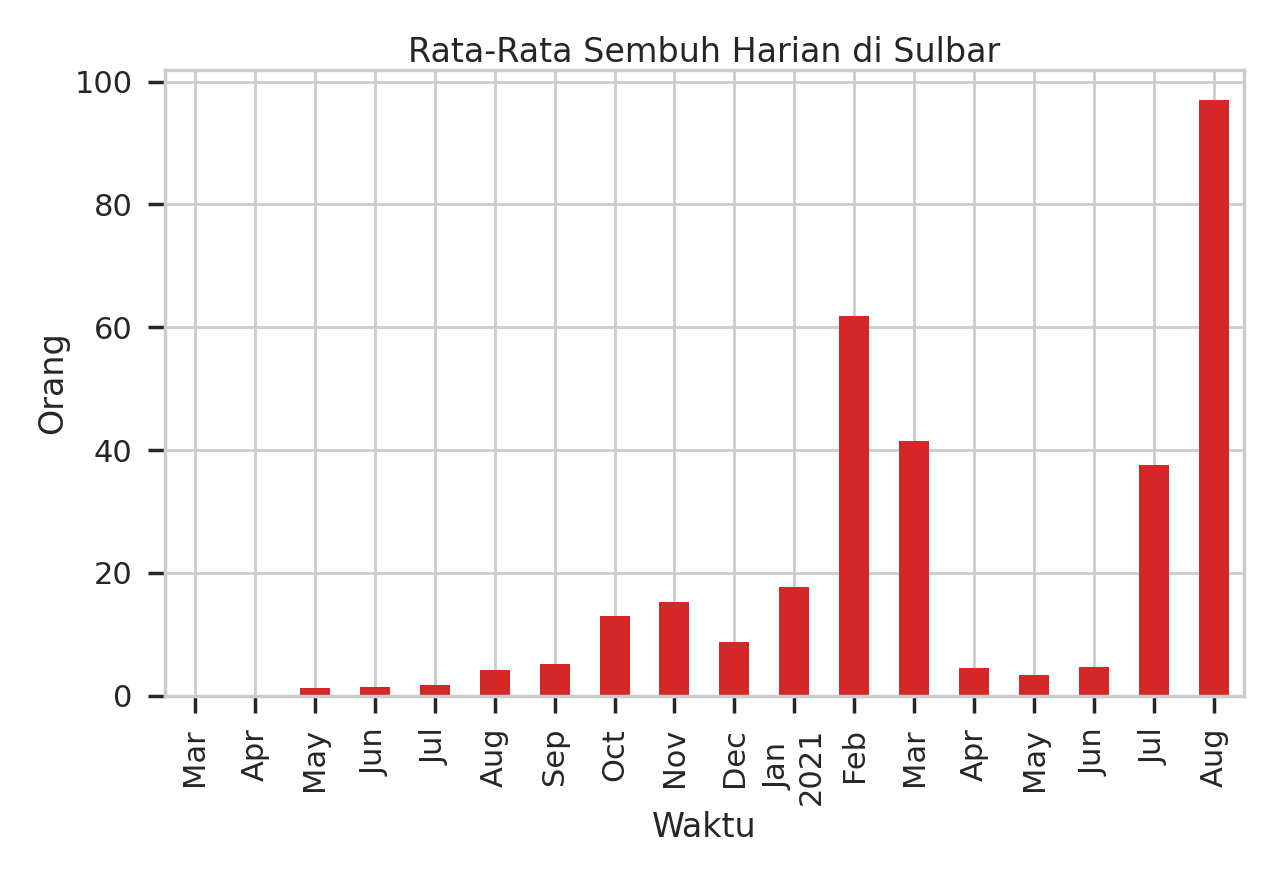 Rata-Rata Sembuh Harian di Sulbar
100
80
60
40
20
0
Orang
Mar
Apr
May
Jun
Jul
Aug
Sep
Oct
Nov
Dec
Jan
2021
Feb
Mar
Apr
May
Jun
Jul
Aug
Waktu